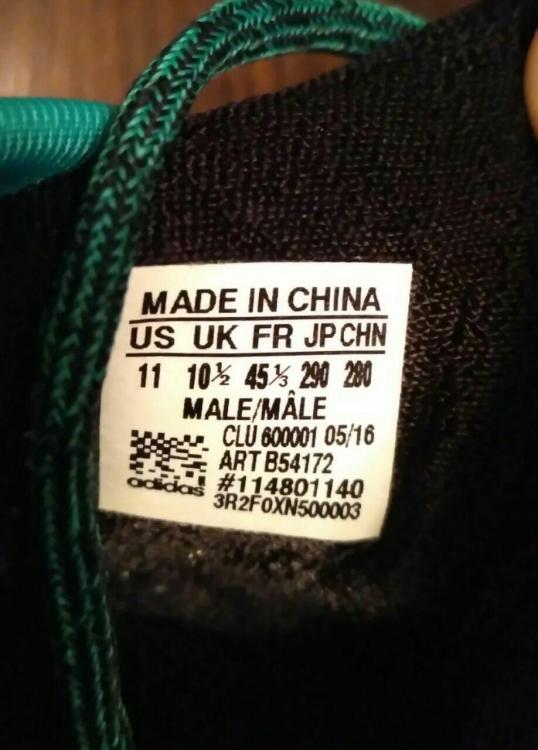 MADE IN CHINA
US UK FR JP CHN
11 10½ 45⅓ 290 280
MALE/MÂLE
CLU 600001 05/16
ART B54172
adidas #114801140
3R2F0XN500003